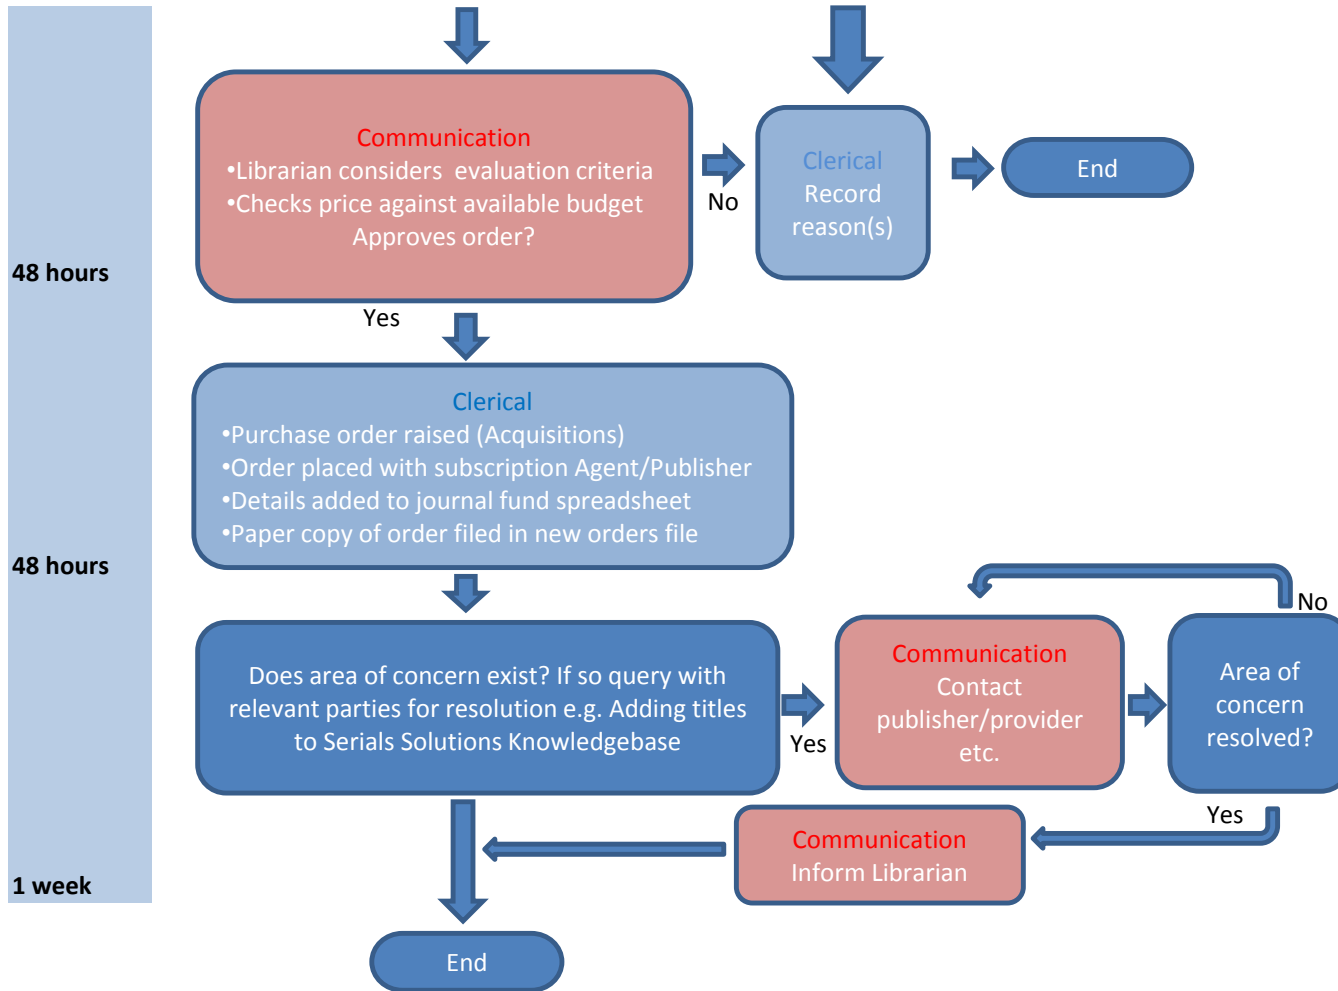 Communication
•Librarian considers evaluation criteria
•Checks price against available budget
Approves order?
No
Clerical
Record
reason(s)
End
48 hours
Yes
Clerical
•Purchase order raised (Acquisitions)
•Order placed with subscription Agent/Publisher
•Details added to journal fund spreadsheet
•Paper copy of order filed in new orders file
48 hours
Does area of concern exist? If so query with
relevant parties for resolution e.g. Adding titles
to Serials Solutions Knowledgebase
Yes
Communication
Contact
publisher/provider
etc.
No
Area of
concern
resolved?
Yes
Communication
Inform Librarian
1 week
End